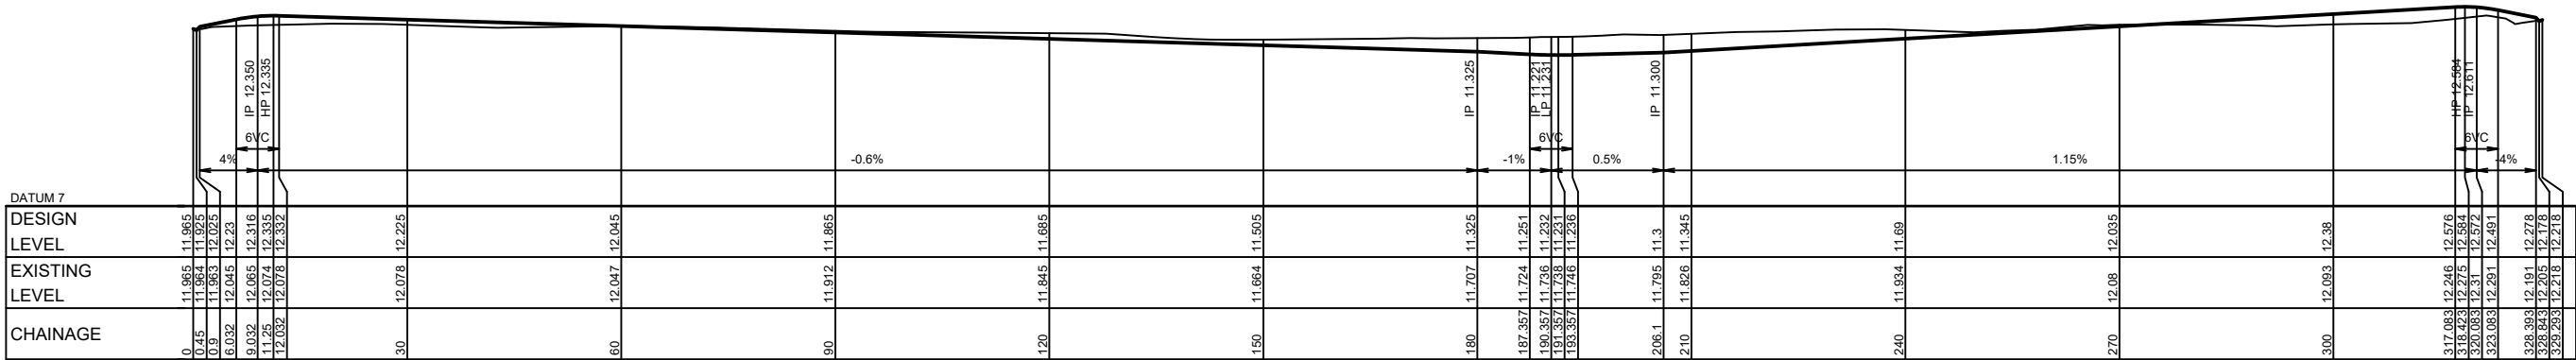 IP 12.350
HP 12.335
IP 11.325
IP 11.221
LP 11.231
IP 11.300
HP 12.584
IP 12.611
6VC
6VC
6VC
4%
-0.6%
-1%
0.5%
1.15%
-4%
DATUM 7
DESIGN LEVEL
11.965 11.925 12.025 12.23 12.316 12.335 12.332 12.225 12.045 11.865 11.685 11.505 11.325 11.251 11.232 11.231 11.236 11.3 11.345 11.69 12.035 12.38 12.576 12.584 12.572 12.491 12.278 12.178 12.218
EXISTING LEVEL
11.965 11.964 11.963 12.045 12.065 12.074 12.078 12.078 12.047 11.912 11.845 11.664 11.707 11.724 11.736 11.738 11.746 11.795 11.826 11.934 12.08 12.093 12.246 12.275 12.31 12.291 12.191 12.205 12.218
CHAINAGE
0 0.45 0.9 6.032 9.032 11.25 12.032 30 60 90 120 150 180 187.357 190.357 191.357 193.357 206.1 210 240 270 300 317.083 318.423 320.083 323.083 328.393 328.843 329.293